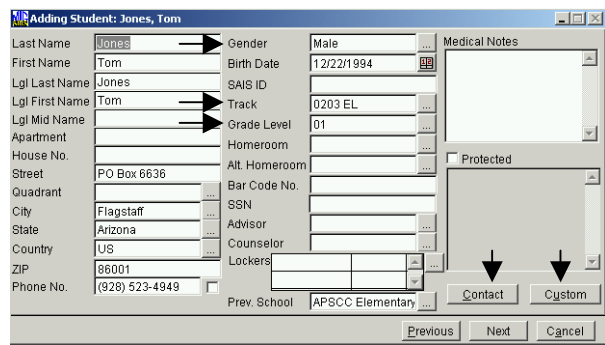 Adding Student: Jones, Tom
Last Name Jones
First Name Tom
Lgl Last Name Jones
Lgl First Name Tom
Lgl Mid Name
Apartment
House No.
Street PO Box 6636
Quadrant ...
City Flagstaff ...
State Arizona ...
Country US ...
ZIP 86001
Phone No. (928) 523-4949
Gender Male ...
Birth Date 12/22/1994
SAIS ID
Track 0203 EL ...
Grade Level 01 ...
Homeroom ...
Alt. Homeroom ...
Bar Code No.
SSN
Advisor ...
Counselor ...
Lockers ...
Prev. School APSCC Elementary ...
Medical Notes
Protected
Contact Custom
Previous Next Cancel